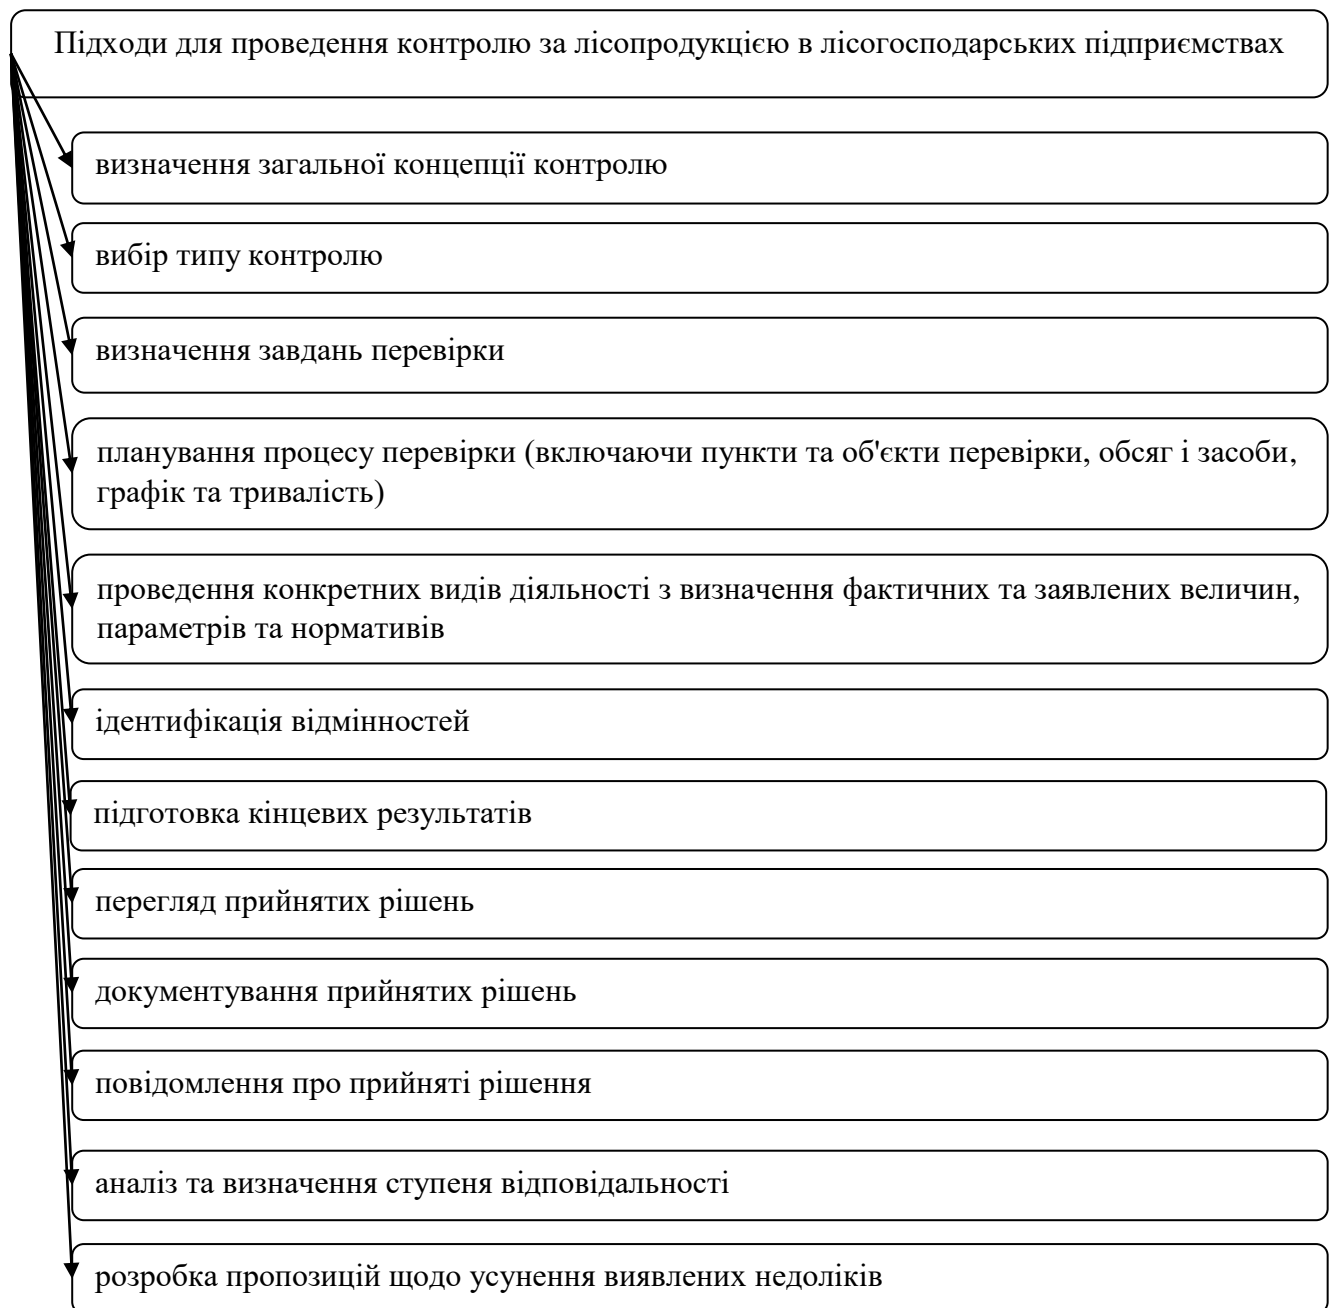 Підходи для проведення контролю за лісопродукцією в лісогосподарських підприємствах
визначення загальної концепції контролю
вибір типу контролю
визначення завдань перевірки
планування процесу перевірки (включаючи пункти та об'єкти перевірки, обсяг і засоби,
графік та тривалість)
проведення конкретних видів діяльності з визначення фактичних та заявлених величин,
параметрів та нормативів
ідентифікація відмінностей
підготовка кінцевих результатів
перегляд прийнятих рішень
документування прийнятих рішень
повідомлення про прийняті рішення
аналіз та визначення ступеня відповідальності
розробка пропозицій щодо усунення виявлених недоліків